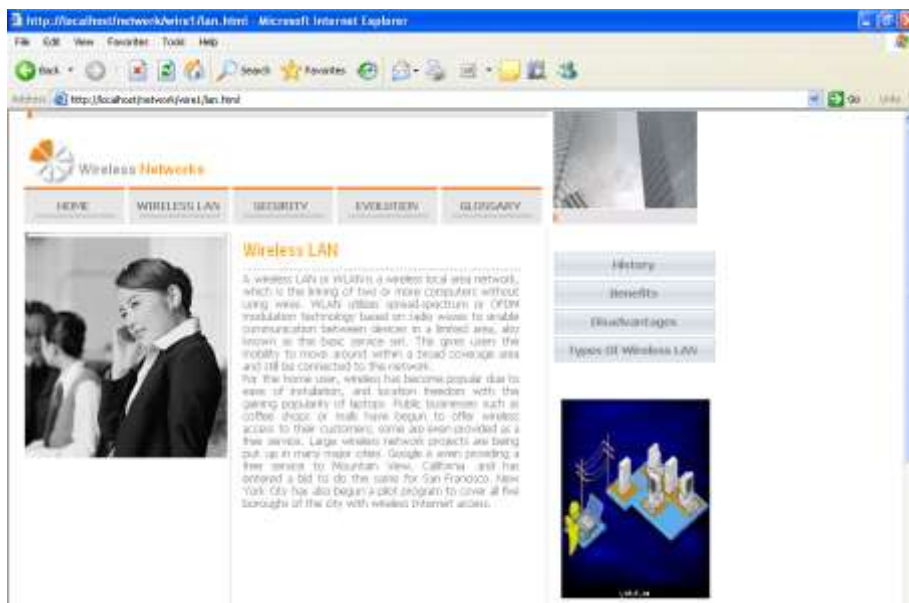 http://localhost/network/wire1/lan.html - Microsoft Internet Explorer
File Edit View Favorites Tools Help
Back Search Favorites
Address http://localhost/network/wire1/lan.html Go Links
Wireless Networks
HOME WIRELESS LAN SECURITY EVOLUTION GLOSSARY
Wireless LAN
A wireless LAN or WLAN is a wireless local area network,
which is the linking of two or more computers without
using wires. WLAN utilizes spread-spectrum or OFDM
modulation technology based on radio waves to enable
communication between devices in a limited area, also
known as the basic service set. This gives users the
mobility to move around within a broad coverage area
and still be connected to the network.
For the home user, wireless has become popular due to
ease of installation, and location freedom with the
gaining popularity of laptops. Public businesses such as
coffee shops or malls have begun to offer wireless
access to their customers; some are even provided as a
free service. Large wireless network projects are being
put up in many major cities. Google is even providing a
free service to Mountain View, California and has
entered a bid to do the same for San Francisco. New
York City has also begun a pilot program to cover all five
boroughs of the city with wireless Internet access.
History
Benefits
Disadvantages
Types Of Wireless LAN